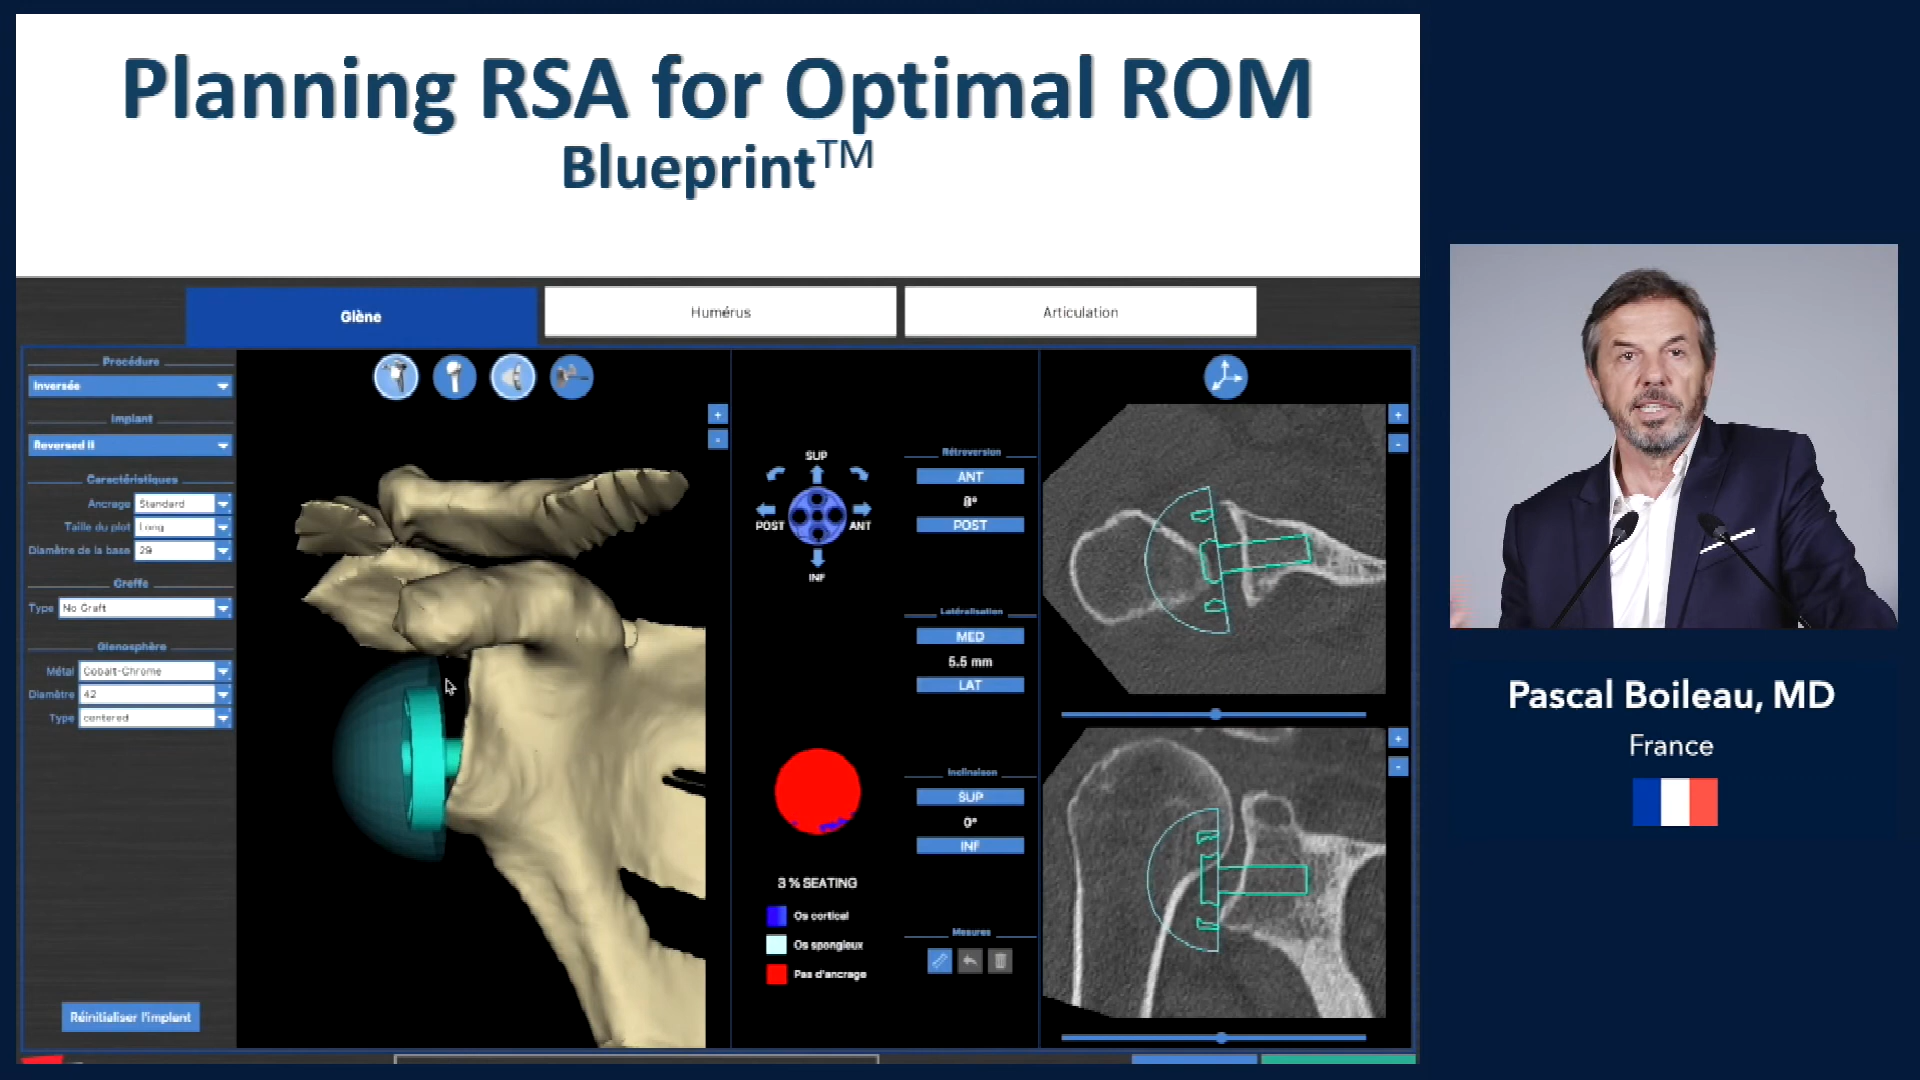 Planning RSA for Optimal ROM
Blueprint™
Glène
Humérus
Articulation
Procédure
Inversée
Implant
Reversed II
Caractéristiques
Ancrage Standard
Taille du plot Long
Diamètre de la base 29
Greffe
Type No Graft
Glenosphère
Métal Cobalt-Chrome
Diamètre 42
Type centered
Réinitialiser l'implant
+
-
SUP
POST
ANT
INF
3 % SEATING
Os cortical
Os spongieux
Pas d'ancrage
Rétroversion
ANT
8°
POST
Latéralisation
MED
5.5 mm
LAT
Inclinaison
SUP
0°
INF
Mesures
+
-
+
-
Pascal Boileau, MD
France